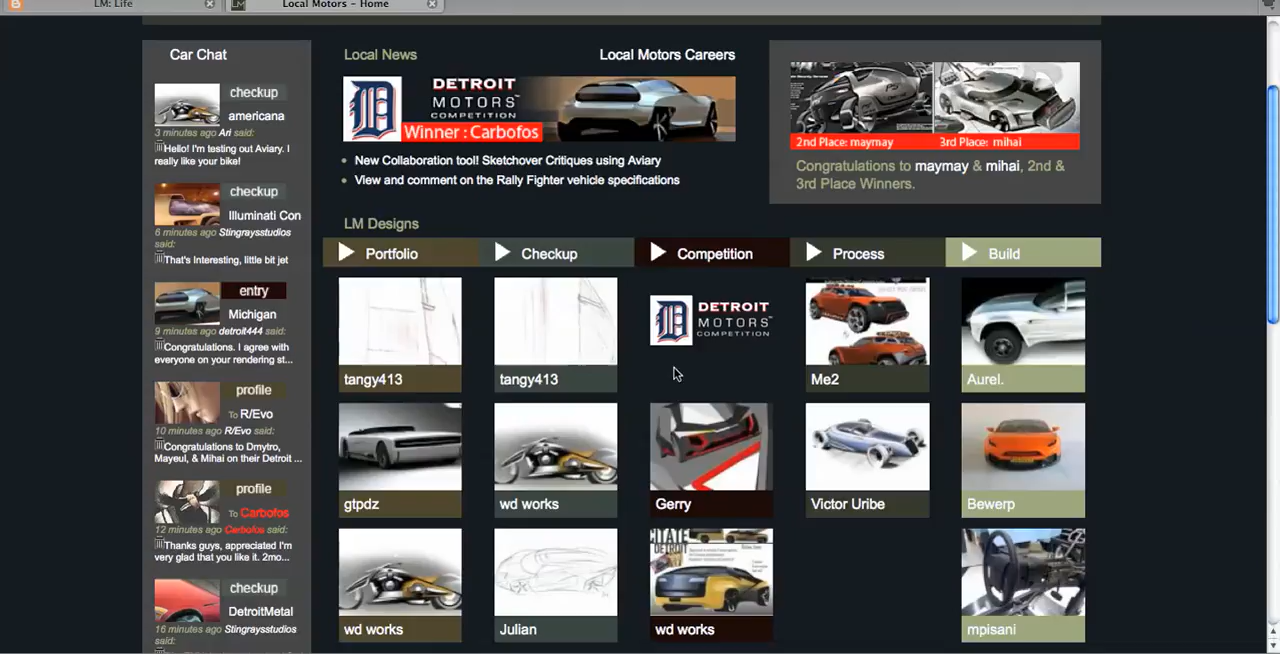 LM: Life
Local Motors - Home
Car Chat
checkup
americana
3 minutes ago Ari said:
Hello! I'm testing out Aviary. I
really like your bike!
checkup
Illuminati Con
6 minutes ago Stingraysstudios
said:
That's Interesting, little bit jet
entry
Michigan
9 minutes ago detroit444 said:
Congratulations. I agree with
everyone on your rendering st...
profile
To R/Evo
10 minutes ago R/Evo said:
Congratulations to Dmytro,
Mayeul, & Mihai on their Detroit ...
profile
To Carbofos
12 minutes ago Carbofos said:
Thanks guys, appreciated I'm
very glad that you like it. 2mo...
checkup
DetroitMetal
16 minutes ago Stingraysstudios
said:
Local News
Local Motors Careers
DETROIT
MOTORS™
COMPETITION
Winner : Carbofos
New Collaboration tool! Sketchover Critiques using Aviary
View and comment on the Rally Fighter vehicle specifications
2nd Place: maymay
3rd Place: mihai
Congratulations to maymay & mihai, 2nd &
3rd Place Winners.
LM Designs
Portfolio
Checkup
Competition
Process
Build
tangy413
tangy413
DETROIT
MOTORS™
COMPETITION
Me2
Aurel.
gtpdz
wd works
Gerry
Victor Uribe
Bewerp
wd works
Julian
wd works
mpisani